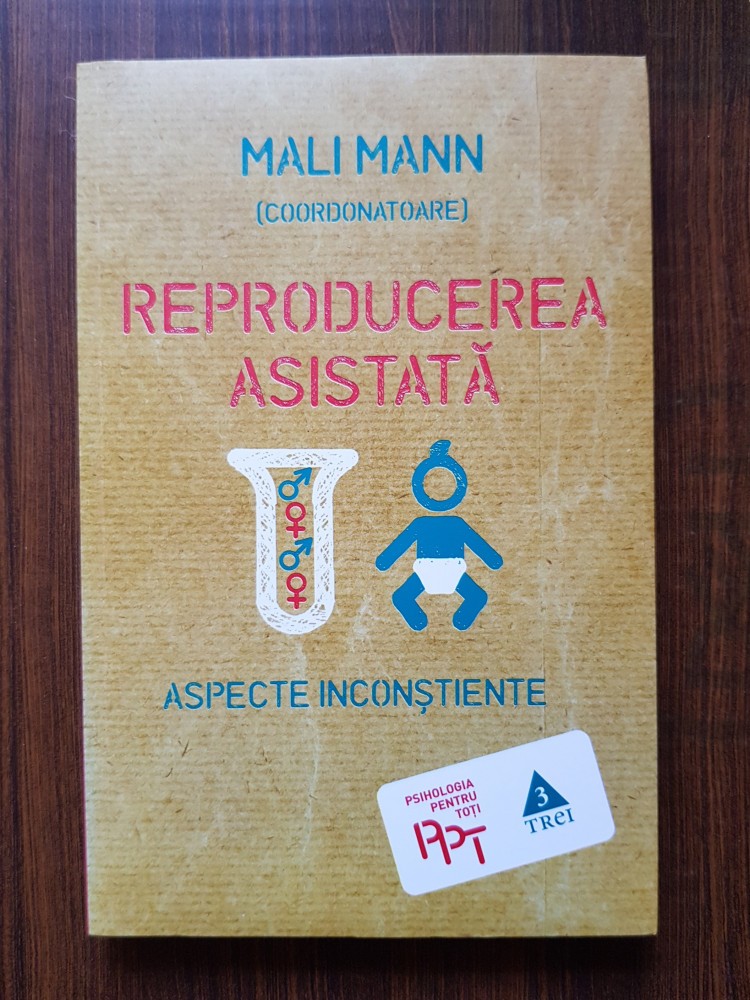 MALI MANN
(COORDONATOARE)
REPRODUCEREA
ASISTATĂ
ASPECTE INCONȘTIENTE
PSIHOLOGIA
PENTRU
TOȚI
PPT
3
TREI